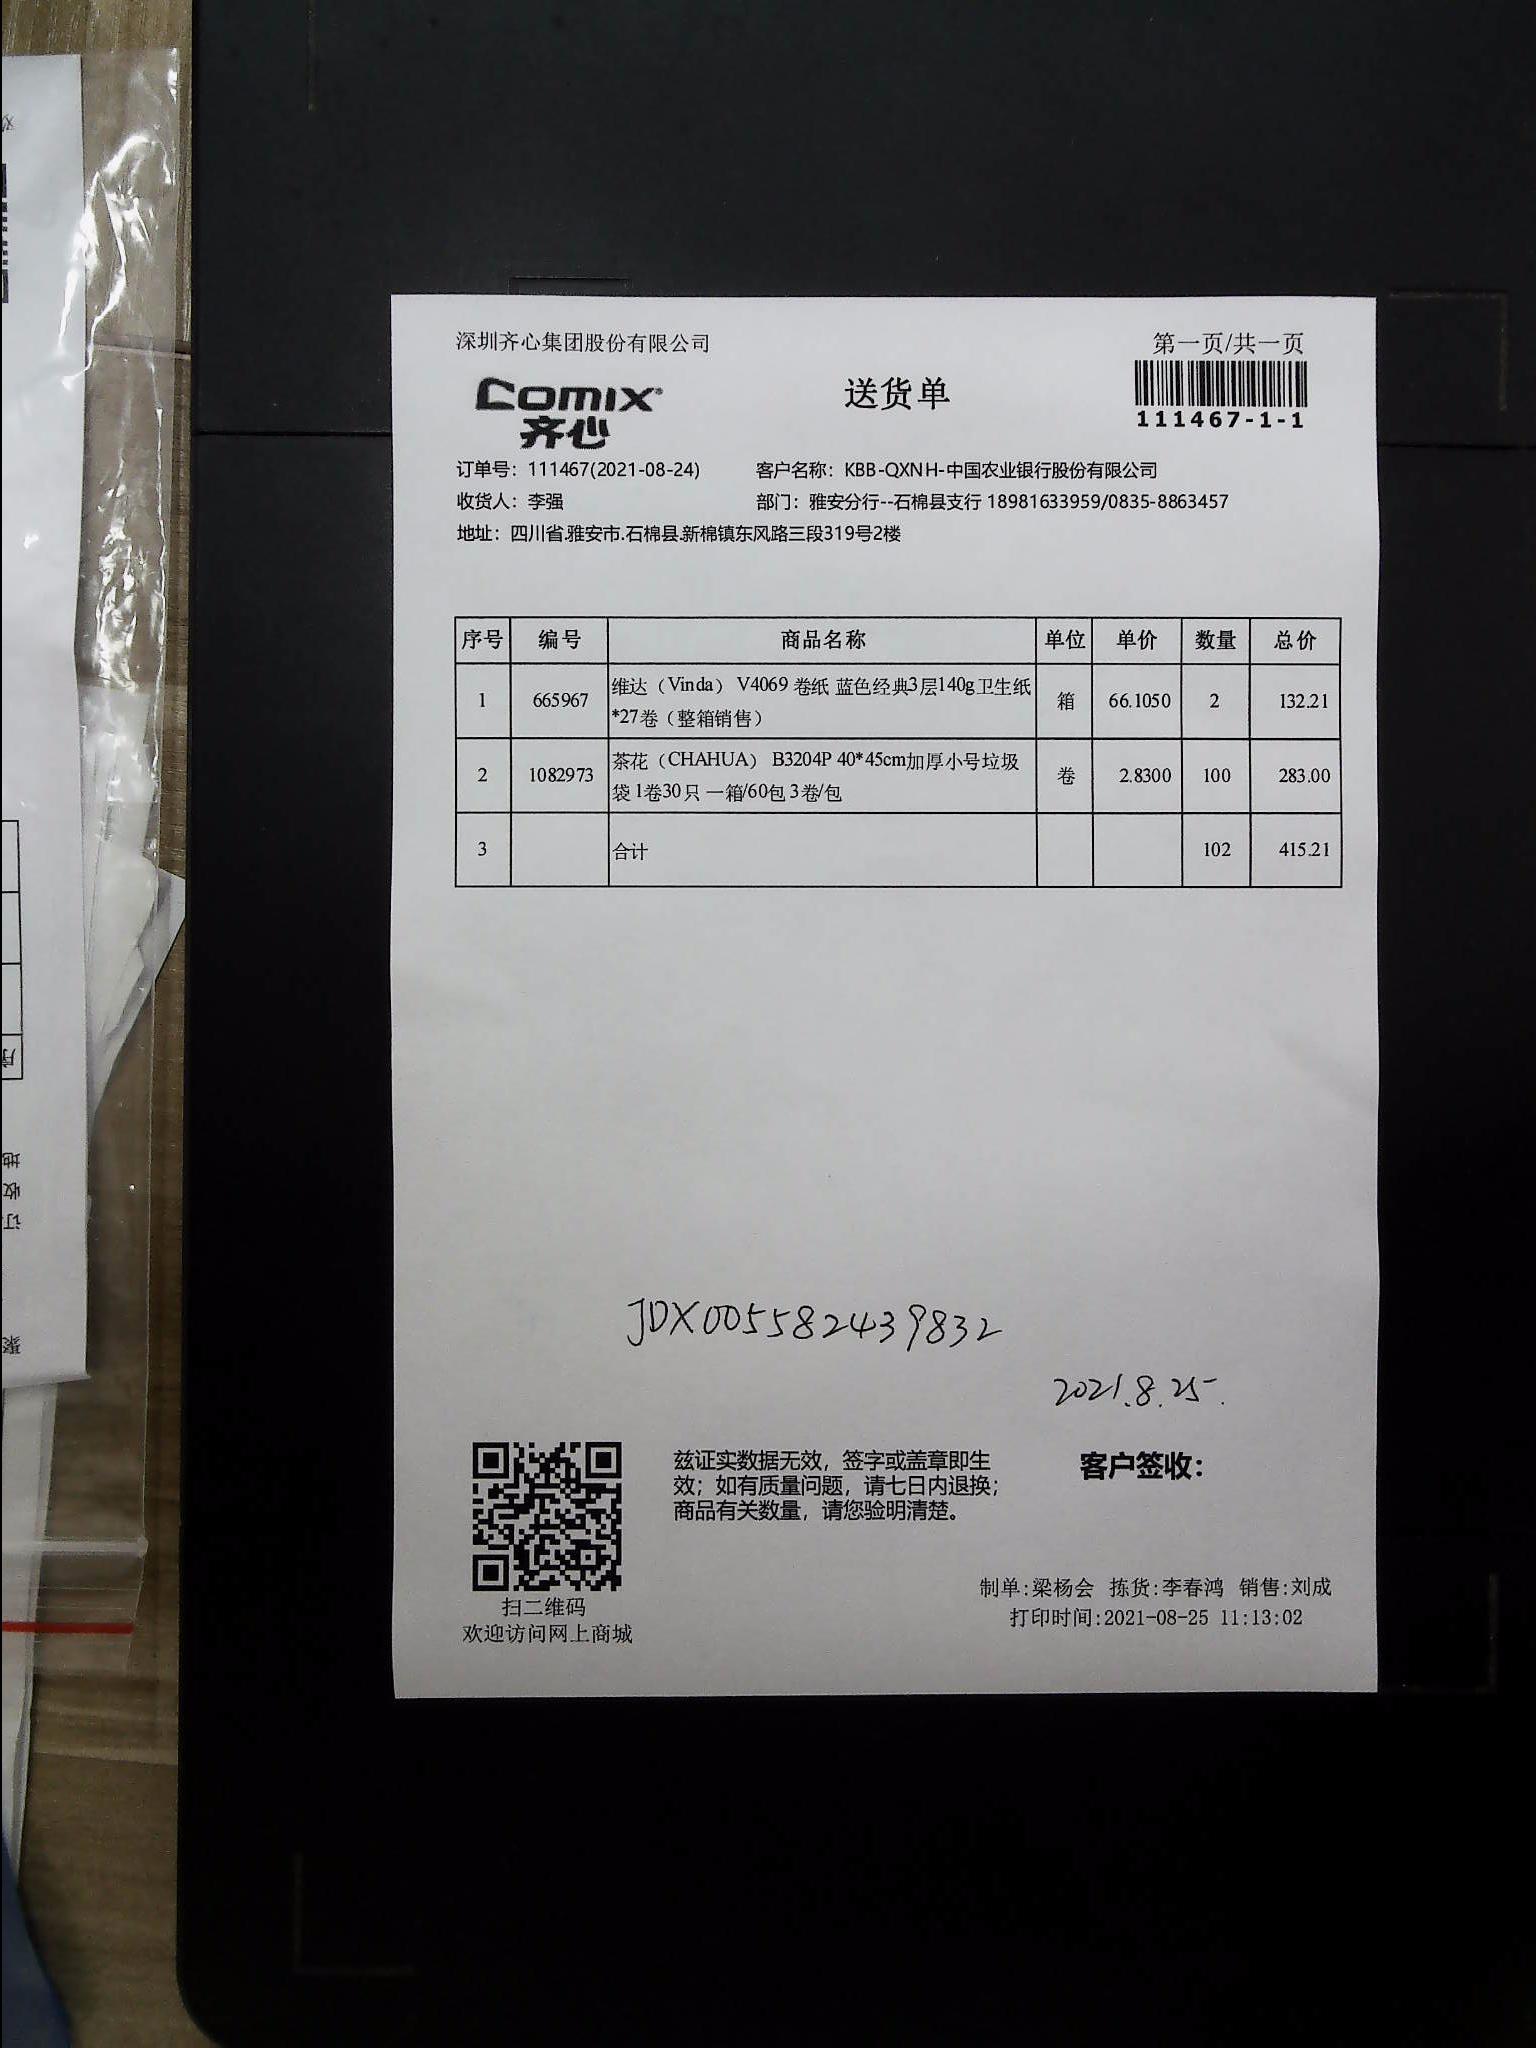 深圳齐心集团股份有限公司
第一页/共一页
Comix®
齐心
送货单
111467-1-1
订单号：111467(2021-08-24) 客户名称：KBB-QXNH-中国农业银行股份有限公司
收货人：李强 部门：雅安分行--石棉县支行 18981633959/0835-8863457
地址：四川省.雅安市.石棉县.新棉镇东风路三段319号2楼
序号 编号 商品名称 单位 单价 数量 总价
1 665967 维达（Vinda） V4069 卷纸 蓝色经典3层140g卫生纸 箱 66.1050 2 132.21
*27卷（整箱销售）
2 1082973 茶花（CHAHUA） B3204P 40*45cm加厚小号垃圾 卷 2.8300 100 283.00
袋 1卷30只 一箱/60包 3卷/包
3 合计 102 415.21
JDX005582439832
2021.8.25.
兹证实数据无效，签字或盖章即生
效；如有质量问题，请七日内退换；
商品有关数量，请您验明清楚。
客户签收：
扫二维码
欢迎访问网上商城
制单:梁杨会 拣货:李春鸿 销售:刘成
打印时间:2021-08-25 11:13:02
序
地
收
订
聚